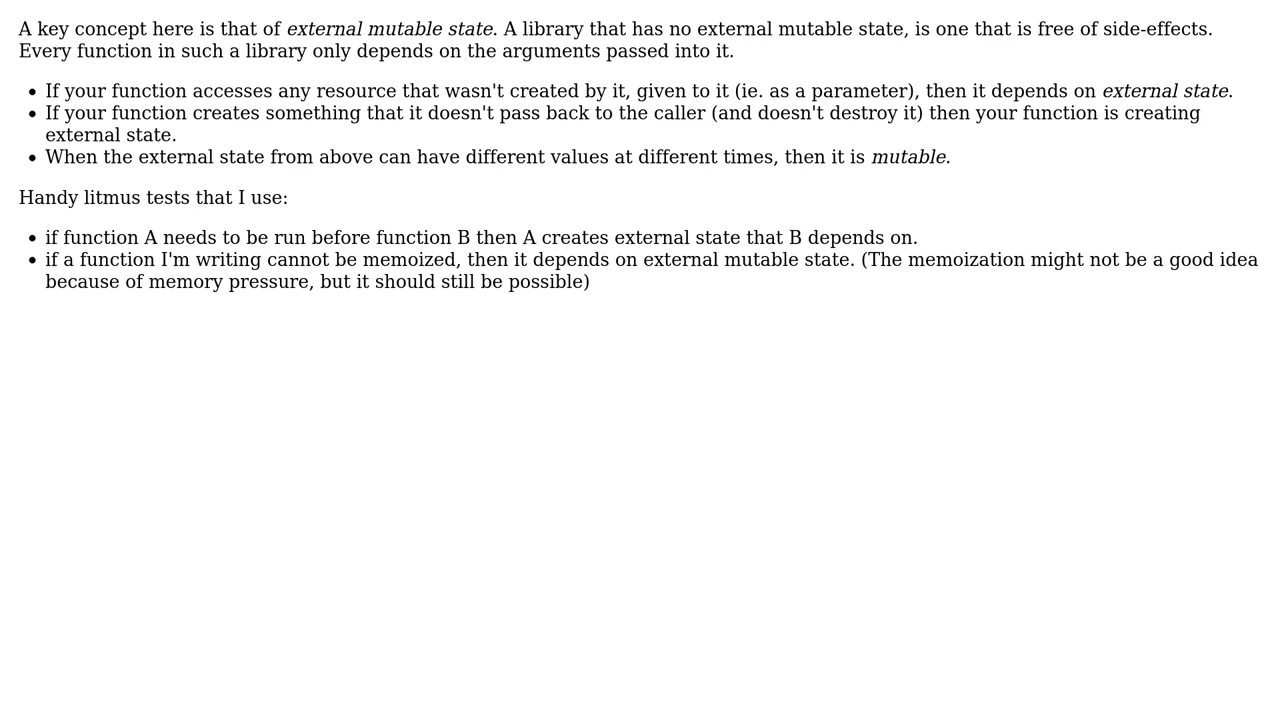 A key concept here is that of external mutable state. A library that has no external mutable state, is one that is free of side-effects.
Every function in such a library only depends on the arguments passed into it.
• If your function accesses any resource that wasn't created by it, given to it (ie. as a parameter), then it depends on external state.
• If your function creates something that it doesn't pass back to the caller (and doesn't destroy it) then your function is creating
external state.
• When the external state from above can have different values at different times, then it is mutable.
Handy litmus tests that I use:
• if function A needs to be run before function B then A creates external state that B depends on.
• if a function I'm writing cannot be memoized, then it depends on external mutable state. (The memoization might not be a good idea
because of memory pressure, but it should still be possible)